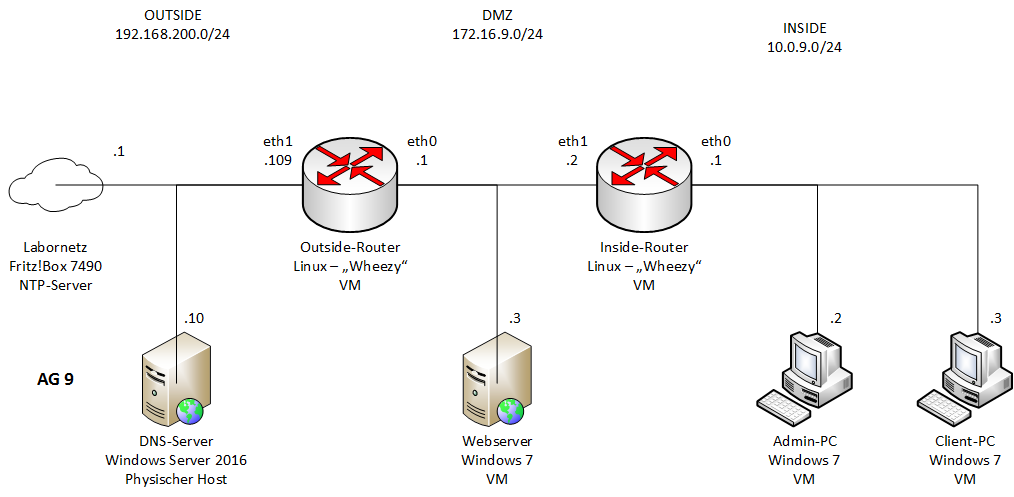 OUTSIDE
192.168.200.0/24
DMZ
172.16.9.0/24
INSIDE
10.0.9.0/24
.1
eth1
.109
eth0
.1
eth1
.2
eth0
.1
Labornetz
Fritz!Box 7490
NTP-Server
Outside-Router
Linux – „Wheezy“
VM
Inside-Router
Linux – „Wheezy“
VM
.10
.3
.2
.3
AG 9
DNS-Server
Windows Server 2016
Physischer Host
Webserver
Windows 7
VM
Admin-PC
Windows 7
VM
Client-PC
Windows 7
VM